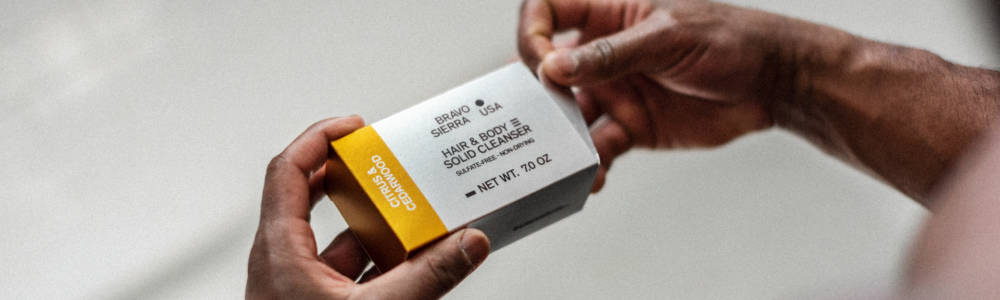 BRAVO
SIERRA USA
HAIR & BODY
SOLID CLEANSER
SULFATE-FREE • NON-DRYING
NET WT. 7.0 OZ
CITRUS &
CEDARWOOD